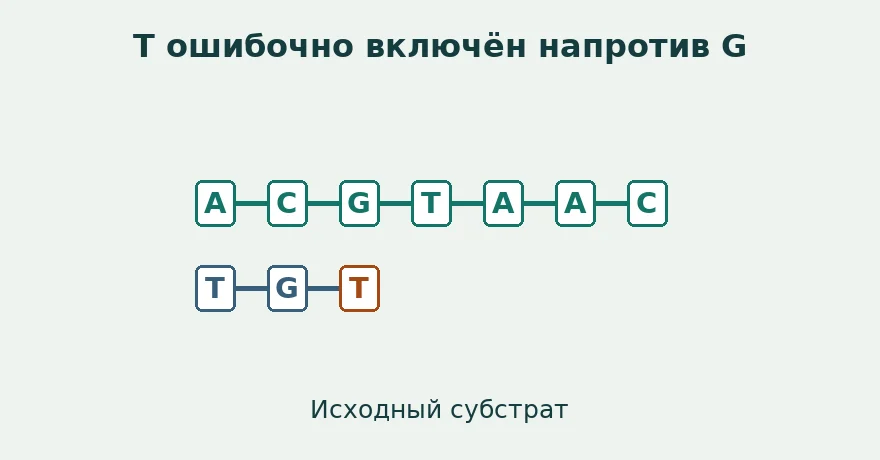 T ошибочно включён напротив G
A C G T A A C
T G T
Исходный субстрат